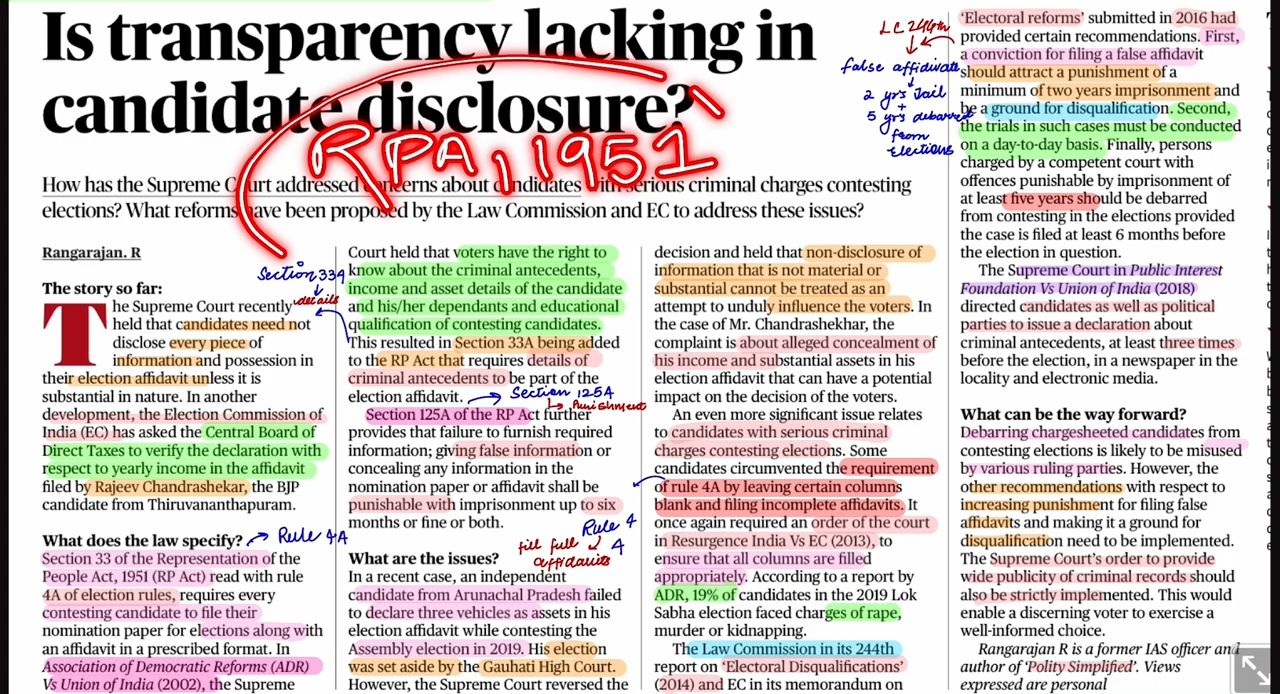 Is transparency lacking in
candidate disclosure?
RPA, 1951
How has the Supreme Court addressed concerns about candidates with serious criminal charges contesting
elections? What reforms have been proposed by the Law Commission and EC to address these issues?
Rangarajan. R
The story so far:
The Supreme Court recently
held that candidates need not
disclose every piece of
information and possession in
their election affidavit unless it is
substantial in nature. In another
development, the Election Commission of
India (EC) has asked the Central Board of
Direct Taxes to verify the declaration with
respect to yearly income in the affidavit
filed by Rajeev Chandrashekar, the BJP
candidate from Thiruvananthapuram.
What does the law specify?
Rule 4A
Section 33 of the Representation of the
People Act, 1951 (RP Act) read with rule
4A of election rules, requires every
contesting candidate to file their
nomination paper for elections along with
an affidavit in a prescribed format. In
Association of Democratic Reforms (ADR)
Vs Union of India (2002), the Supreme
Section 33A
details
Court held that voters have the right to
know about the criminal antecedents,
income and asset details of the candidate
and his/her dependants and educational
qualification of contesting candidates.
This resulted in Section 33A being added
to the RP Act that requires details of
criminal antecedents to be part of the
election affidavit.
Section 125A
Punishment
Section 125A of the RP Act further
provides that failure to furnish required
information; giving false information or
concealing any information in the
nomination paper or affidavit shall be
punishable with imprisonment up to six
months or fine or both.
Rule 4
A
fill full
affidavits
What are the issues?
In a recent case, an independent
candidate from Arunachal Pradesh failed
to declare three vehicles as assets in his
election affidavit while contesting the
Assembly election in 2019. His election
was set aside by the Gauhati High Court.
However, the Supreme Court reversed the
decision and held that non-disclosure of
information that is not material or
substantial cannot be treated as an
attempt to unduly influence the voters. In
the case of Mr. Chandrashekhar, the
complaint is about alleged concealment of
his income and substantial assets in his
election affidavit that can have a potential
impact on the decision of the voters.
An even more significant issue relates
to candidates with serious criminal
charges contesting elections. Some
candidates circumvented the requirement
of rule 4A by leaving certain columns
blank and filing incomplete affidavits. It
once again required an order of the court
in Resurgence India Vs EC (2013), to
ensure that all columns are filled
appropriately. According to a report by
ADR, 19% of candidates in the 2019 Lok
Sabha election faced charges of rape,
murder or kidnapping.
The Law Commission in its 244th
report on 'Electoral Disqualifications'
(2014) and EC in its memorandum on
LC 244th
false affidivate
2 yrs Jail
+
5 yrs debarred
from
Elections
'Electoral reforms' submitted in 2016 had
provided certain recommendations. First,
a conviction for filing a false affidavit
should attract a punishment of a
minimum of two years imprisonment and
be a ground for disqualification. Second,
the trials in such cases must be conducted
on a day-to-day basis. Finally, persons
charged by a competent court with
offences punishable by imprisonment of
at least five years should be debarred
from contesting in the elections provided
the case is filed at least 6 months before
the election in question.
The Supreme Court in Public Interest
Foundation Vs Union of India (2018)
directed candidates as well as political
parties to issue a declaration about
criminal antecedents, at least three times
before the election, in a newspaper in the
locality and electronic media.
What can be the way forward?
Debarring chargesheeted candidates from
contesting elections is likely to be misused
by various ruling parties. However, the
other recommendations with respect to
increasing punishment for filing false
affidavits and making it a ground for
disqualification need to be implemented.
The Supreme Court's order to provide
wide publicity of criminal records should
also be strictly implemented. This would
enable a discerning voter to exercise a
well-informed choice.
Rangarajan R is a former IAS officer and
author of 'Polity Simplified'. Views
expressed are personal